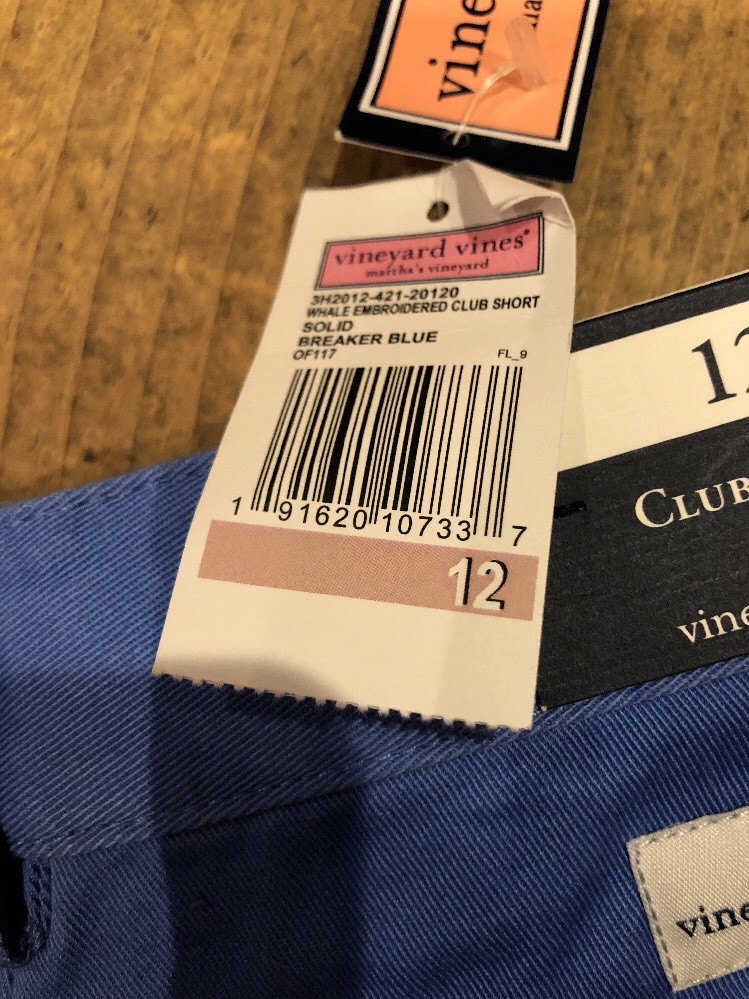 vine
vineyard vines®
martha's vineyard
3H2012-421-20120
WHALE EMBROIDERED CLUB SHORT
SOLID
BREAKER BLUE
OF117 FL_9
1 91620 10733 7
12
12
CLUB
vine
vine